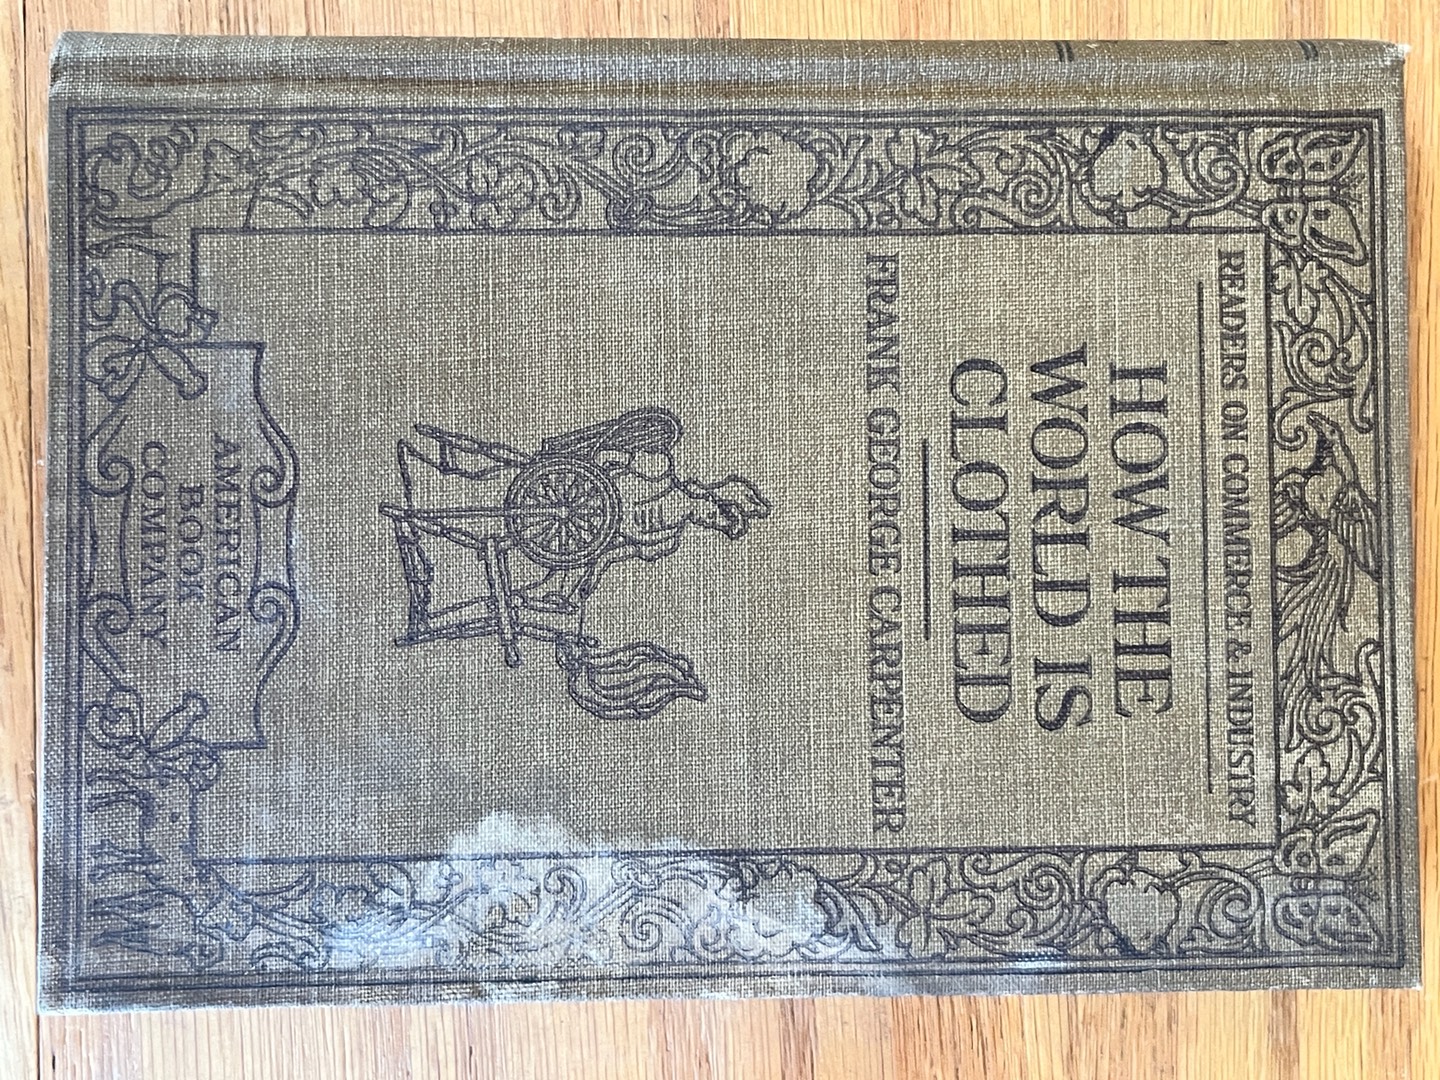 READERS ON COMMERCE & INDUSTRY
HOW THE
WORLD IS
CLOTHED
FRANK GEORGE CARPENTER
AMERICAN
BOOK
COMPANY